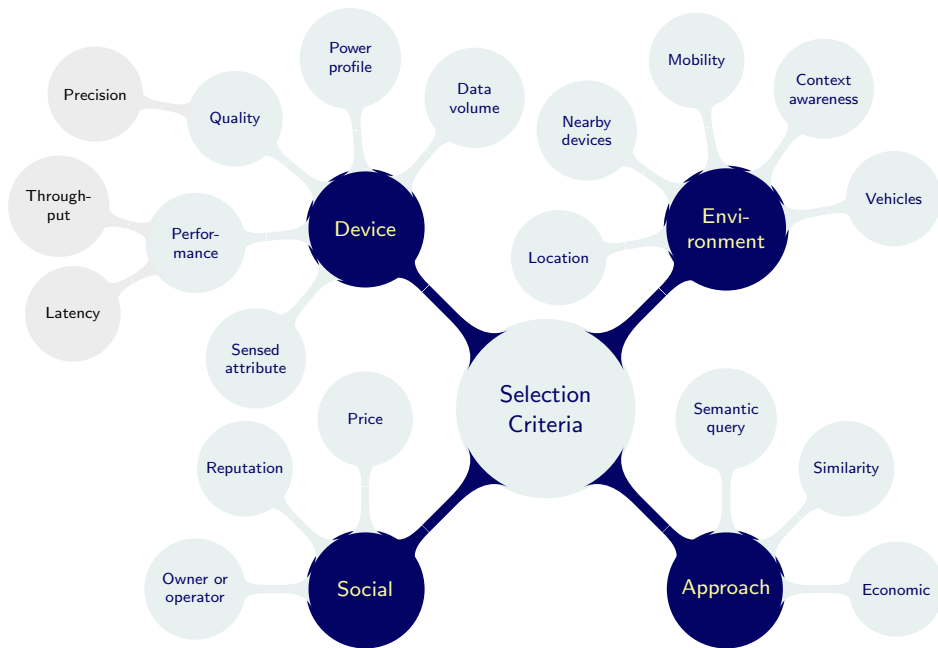 Power
profile
Data
volume
Quality
Precision
Through-
put
Perfor-
mance
Latency
Sensed
attribute
Device
Mobility
Context
awareness
Nearby
devices
Vehicles
Location
Envi-
ronment
Selection
Criteria
Price
Reputation
Owner or
operator
Social
Semantic
query
Similarity
Economic
Approach